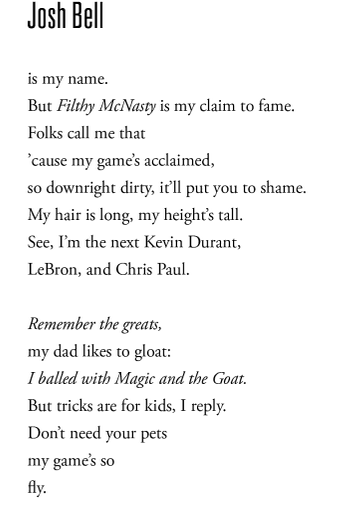 Josh Bell
is my name.
But Filthy McNasty is my claim to fame.
Folks call me that
’cause my game’s acclaimed,
so downright dirty, it’ll put you to shame.
My hair is long, my height’s tall.
See, I’m the next Kevin Durant,
LeBron, and Chris Paul.
Remember the greats,
my dad likes to gloat:
I balled with Magic and the Goat.
But tricks are for kids, I reply.
Don’t need your pets
my game’s so
fly.